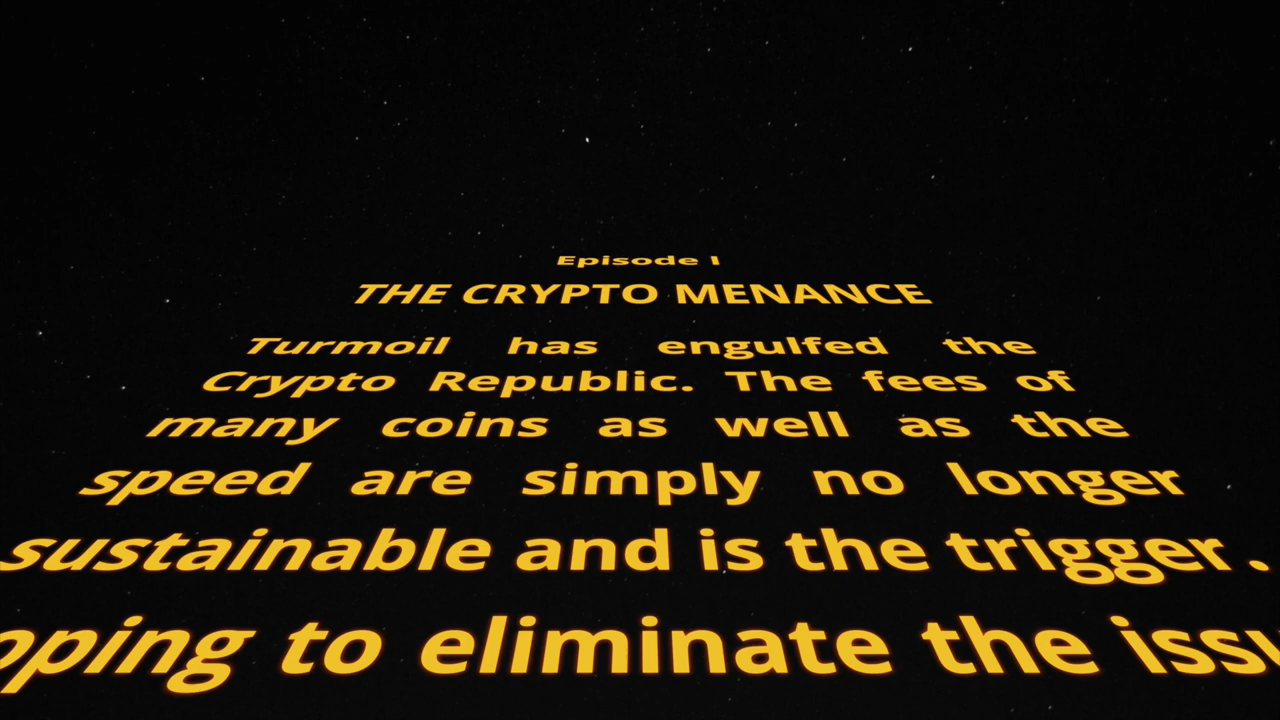 Episode I
THE CRYPTO MENANCE
Turmoil has engulfed the
Crypto Republic. The fees of
many coins as well as the
speed are simply no longer
sustainable and is the trigger .
to eliminate the